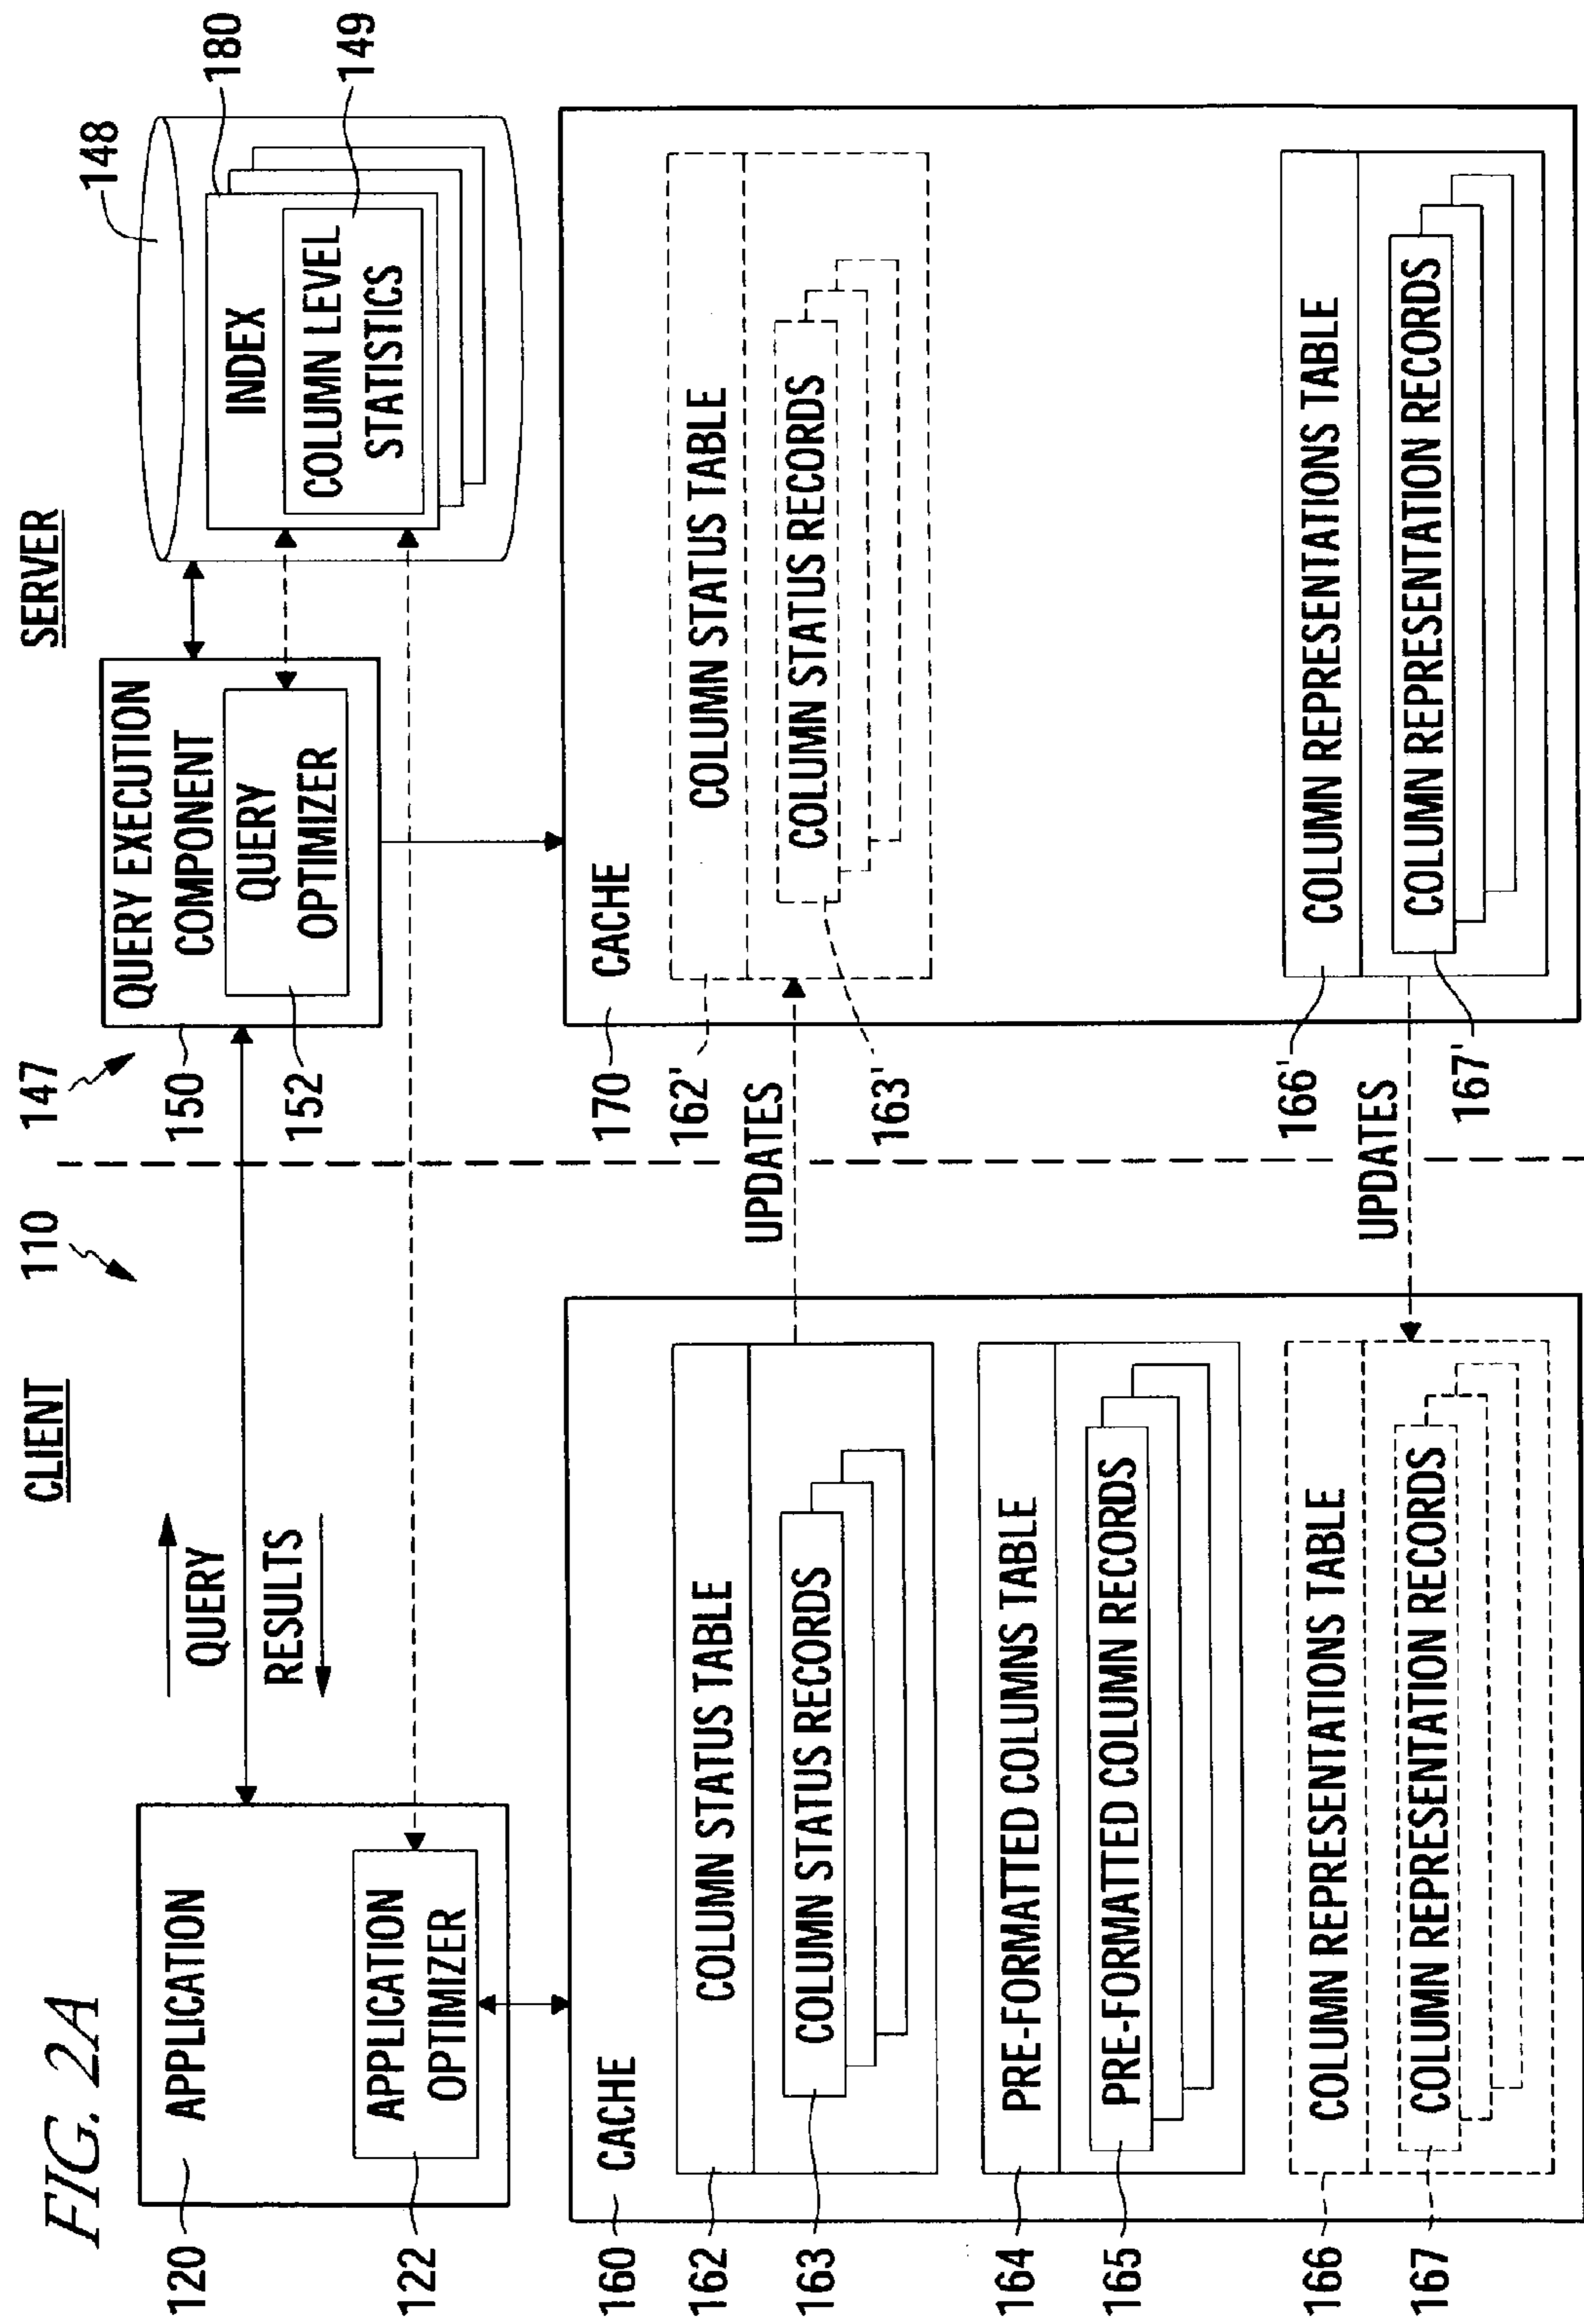 FIG. 2A
CLIENT
110
147
SERVER
120
APPLICATION
122
APPLICATION
OPTIMIZER
QUERY
RESULTS
150
QUERY EXECUTION
COMPONENT
152
QUERY
OPTIMIZER
148
180
INDEX
149
COLUMN LEVEL
STATISTICS
160
CACHE
162
COLUMN STATUS TABLE
163
COLUMN STATUS RECORDS
164
PRE-FORMATTED COLUMNS TABLE
165
PRE-FORMATTED COLUMN RECORDS
166
COLUMN REPRESENTATIONS TABLE
167
COLUMN REPRESENTATION RECORDS
UPDATES
UPDATES
170
CACHE
162'
COLUMN STATUS TABLE
163'
COLUMN STATUS RECORDS
166'
COLUMN REPRESENTATIONS TABLE
167'
COLUMN REPRESENTATION RECORDS